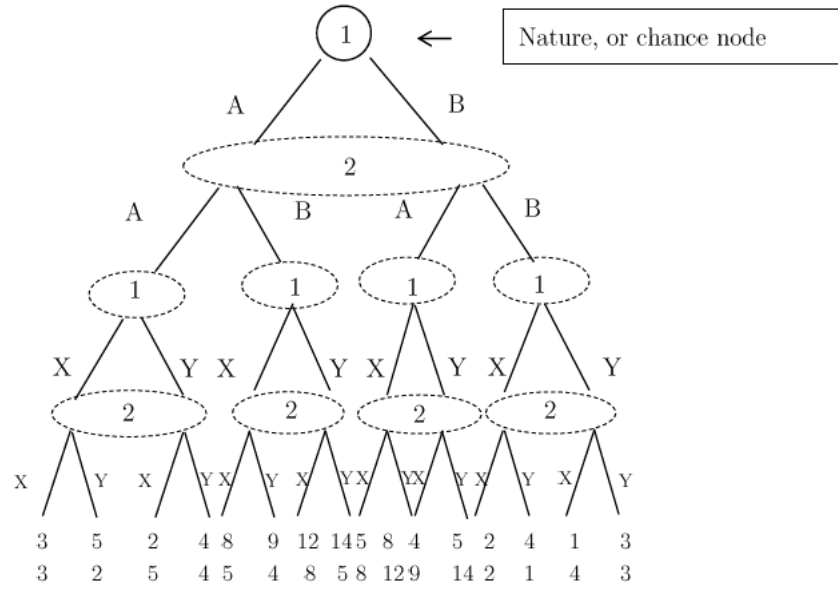 1
Nature, or chance node
A B
2
A B A B
1 1 1 1
X Y X Y X Y X Y
2 2 2 2
X Y X Y X Y X Y X Y X Y X Y X Y
3 5 2 4 8 9 12 14 5 8 4 5 2 4 1 3
3 2 5 4 5 4 8 5 8 12 9 14 2 1 4 3